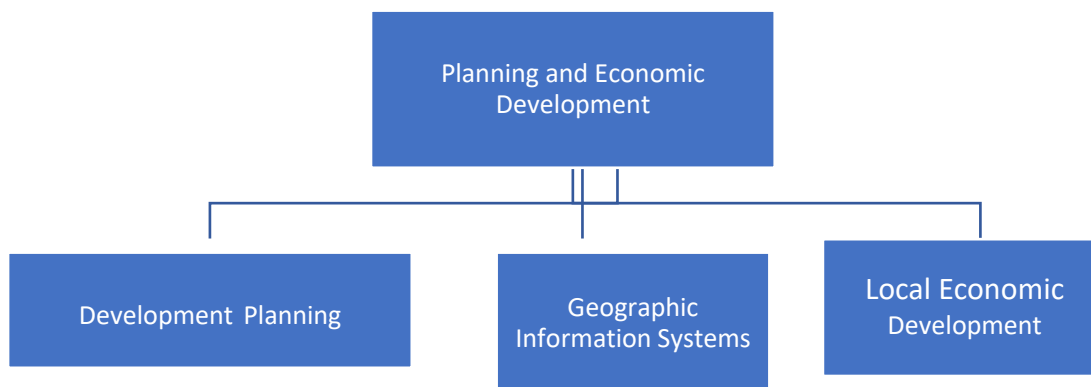 Planning and Economic
Development
Development Planning
Geographic
Information Systems
Local Economic
Development